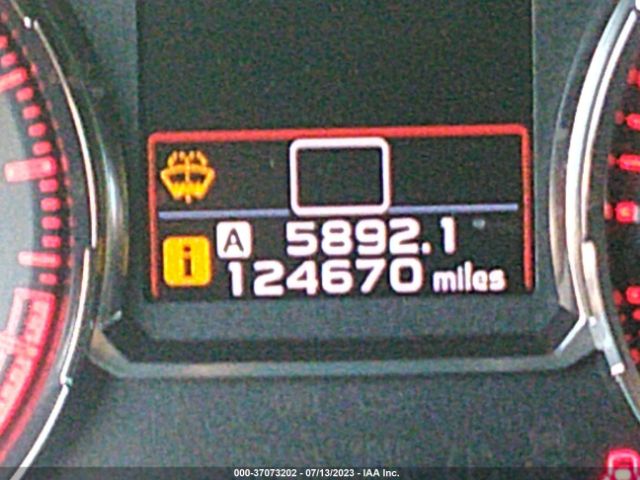 A 5892.1
i 124670 miles
000-37073202 - 07/13/2023 - IAA Inc.